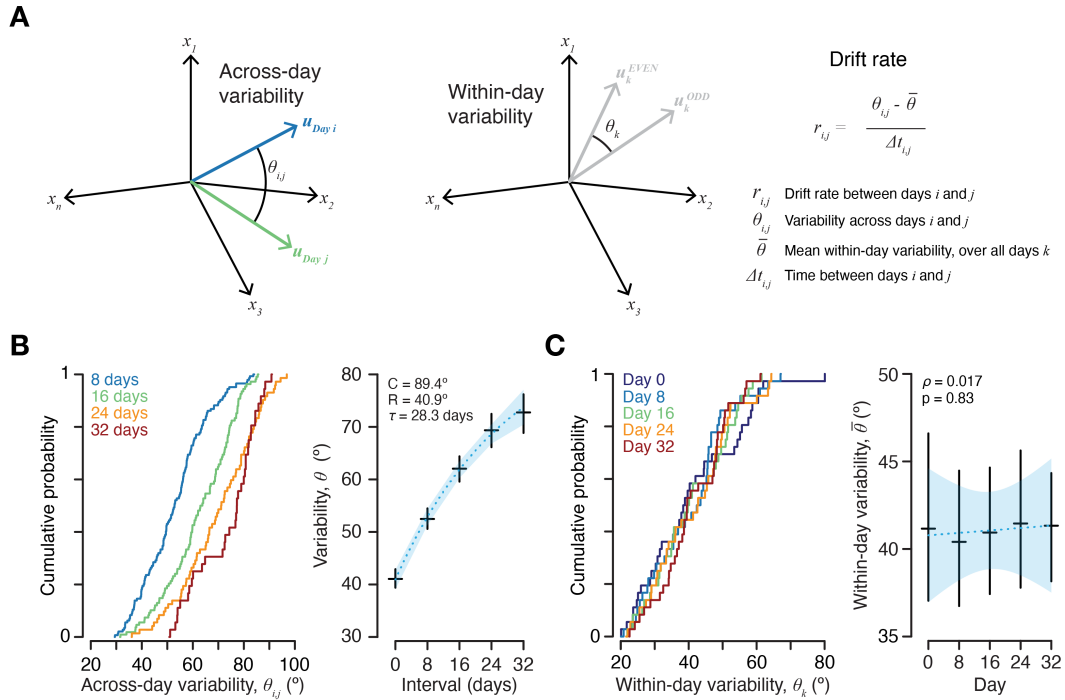 A
x1
Across-day
variability
uDay i
θi,j
xn
x2
uDay j
x3
x1
Within-day
variability
ukEVEN
ukODD
θk
xn
x2
x3
Drift rate
ri,j = θi,j - θ̅
Δti,j
ri,j Drift rate between days i and j
θi,j Variability across days i and j
θ̅ Mean within-day variability, over all days k
Δti,j Time between days i and j
B
1
8 days
16 days
24 days
32 days
Cumulative probability
0
20 40 60 80 100
Across-day variability, θi,j (º)
80
70
60
50
40
30
C = 89.4º
R = 40.9º
τ = 28.3 days
Variability, θ (º)
0 8 16 24 32
Interval (days)
C
1
Day 0
Day 8
Day 16
Day 24
Day 32
Cumulative probability
0
20 40 60 80
Within-day variability, θk (º)
50
45
40
35
ρ = 0.017
p = 0.83
Within-day variability, θ̅ (º)
0 8 16 24 32
Day